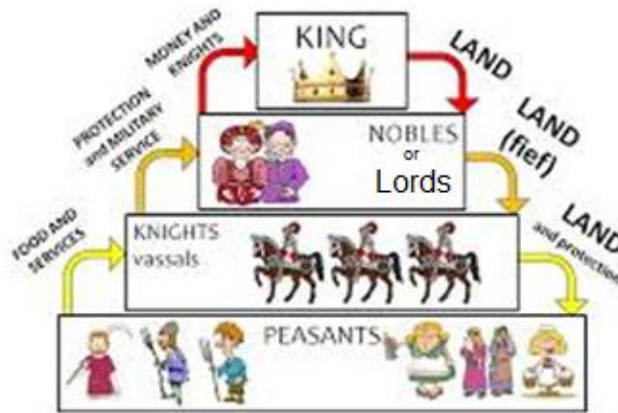 KING
MONEY AND
KNIGHTS
LAND
NOBLES
or
Lords
PROTECTION
and MILITARY
SERVICE
LAND
(fief)
KNIGHTS
vassals
FOOD AND
SERVICES
LAND
and protection
PEASANTS